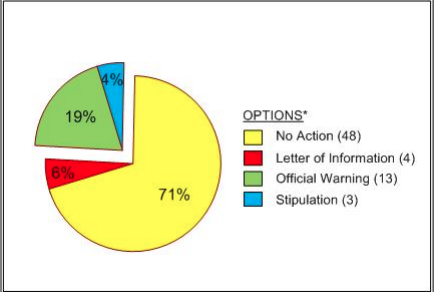 4%
19%
6%
71%
OPTIONS*
No Action (48)
Letter of Information (4)
Official Warning (13)
Stipulation (3)